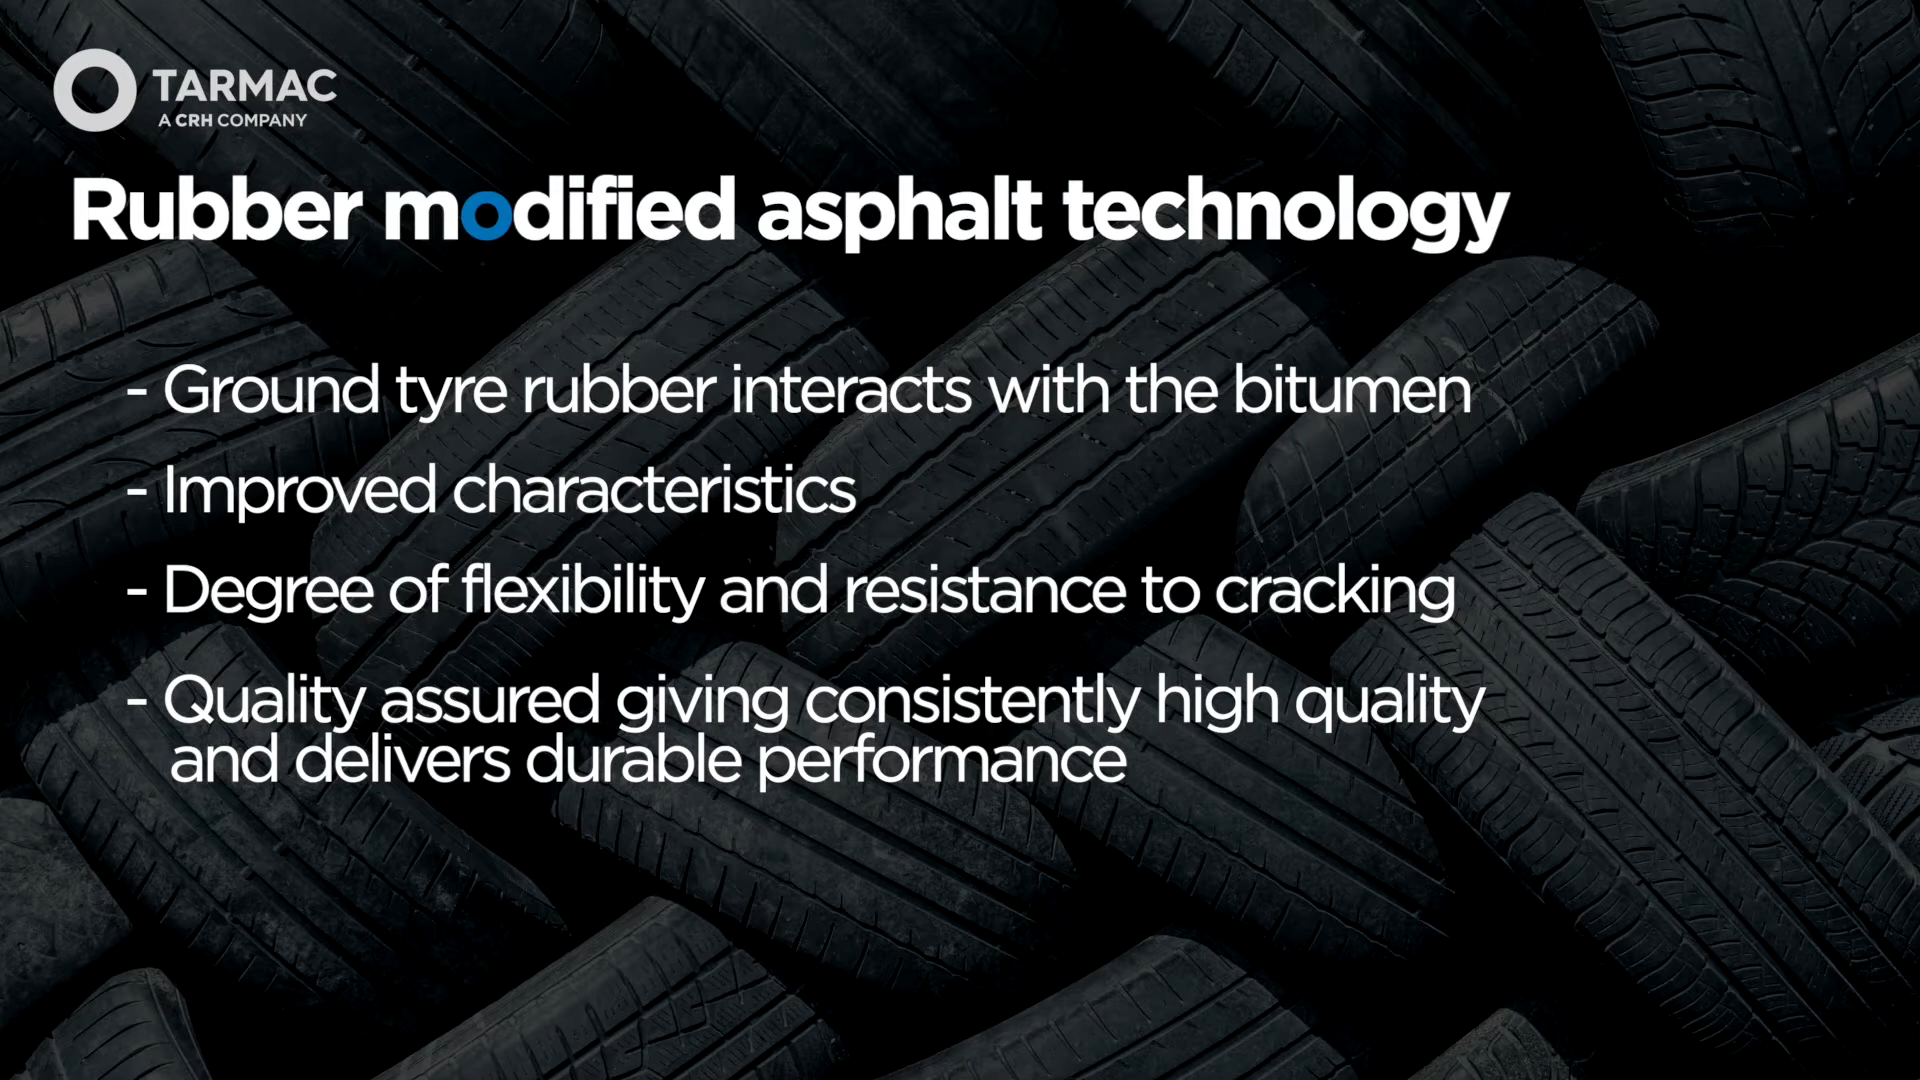 TARMAC
A CRH COMPANY
Rubber modified asphalt technology
- Ground tyre rubber interacts with the bitumen
- Improved characteristics
- Degree of flexibility and resistance to cracking
- Quality assured giving consistently high quality
and delivers durable performance